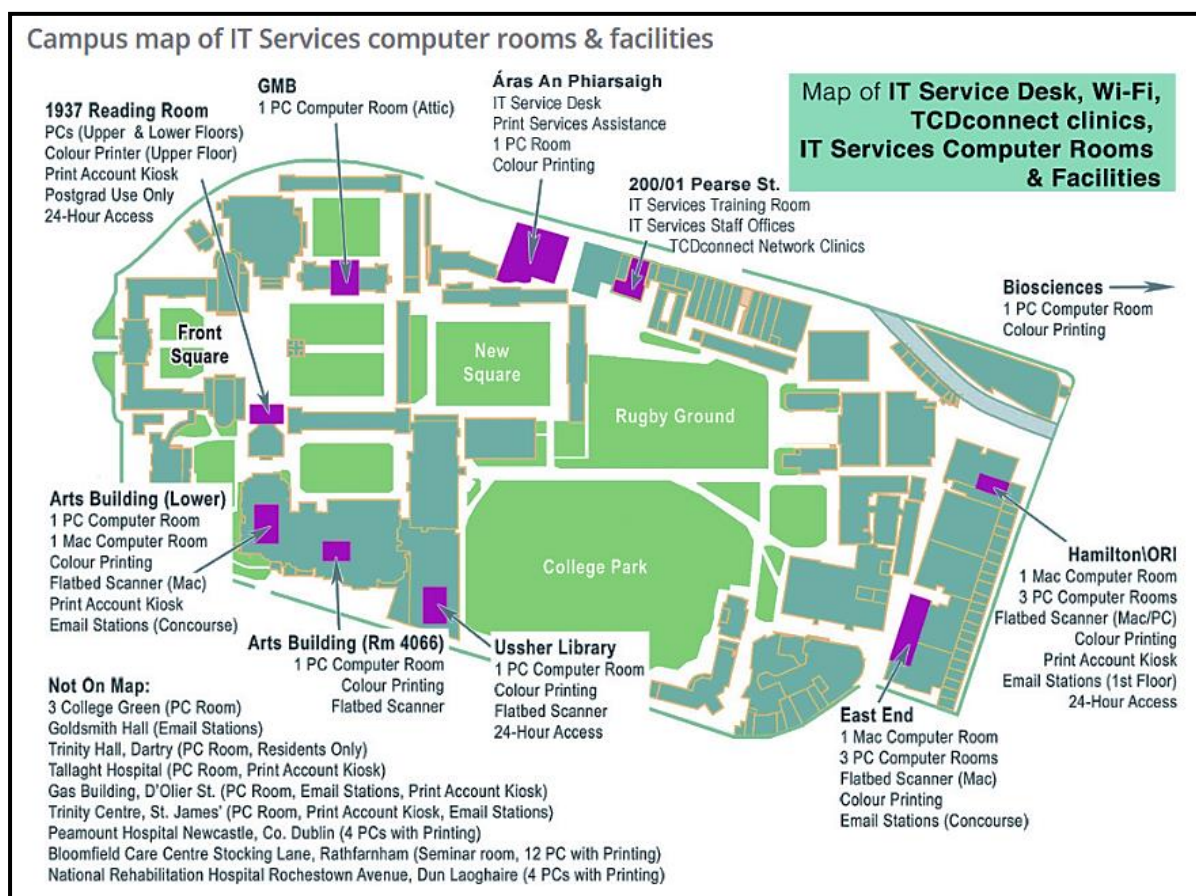 Campus map of IT Services computer rooms & facilities
Map of IT Service Desk, Wi-Fi,
TCDconnect clinics,
IT Services Computer Rooms
& Facilities
1937 Reading Room
PCs (Upper & Lower Floors)
Colour Printer (Upper Floor)
Print Account Kiosk
Postgrad Use Only
24-Hour Access
GMB
1 PC Computer Room (Attic)
Áras An Phiarsaigh
IT Service Desk
Print Services Assistance
1 PC Room
Colour Printing
200/01 Pearse St.
IT Services Training Room
IT Services Staff Offices
TCDconnect Network Clinics
Biosciences
1 PC Computer Room
Colour Printing
Front
Square
New
Square
Rugby Ground
College Park
Arts Building (Lower)
1 PC Computer Room
1 Mac Computer Room
Colour Printing
Flatbed Scanner (Mac)
Print Account Kiosk
Email Stations (Concourse)
Arts Building (Rm 4066)
1 PC Computer Room
Colour Printing
Flatbed Scanner
Ussher Library
1 PC Computer Room
Colour Printing
Flatbed Scanner
24-Hour Access
Hamilton\ORI
1 Mac Computer Room
3 PC Computer Rooms
Flatbed Scanner (Mac/PC)
Colour Printing
Print Account Kiosk
Email Stations (1st Floor)
24-Hour Access
East End
1 Mac Computer Room
3 PC Computer Rooms
Flatbed Scanner (Mac)
Colour Printing
Email Stations (Concourse)
Not On Map:
3 College Green (PC Room)
Goldsmith Hall (Email Stations)
Trinity Hall, Dartry (PC Room, Residents Only)
Tallaght Hospital (PC Room, Print Account Kiosk)
Gas Building, D'Olier St. (PC Room, Email Stations, Print Account Kiosk)
Trinity Centre, St. James' (PC Room, Print Account Kiosk, Email Stations)
Peamount Hospital Newcastle, Co. Dublin (4 PCs with Printing)
Bloomfield Care Centre Stocking Lane, Rathfarnham (Seminar room, 12 PC with Printing)
National Rehabilitation Hospital Rochestown Avenue, Dun Laoghaire (4 PCs with Printing)